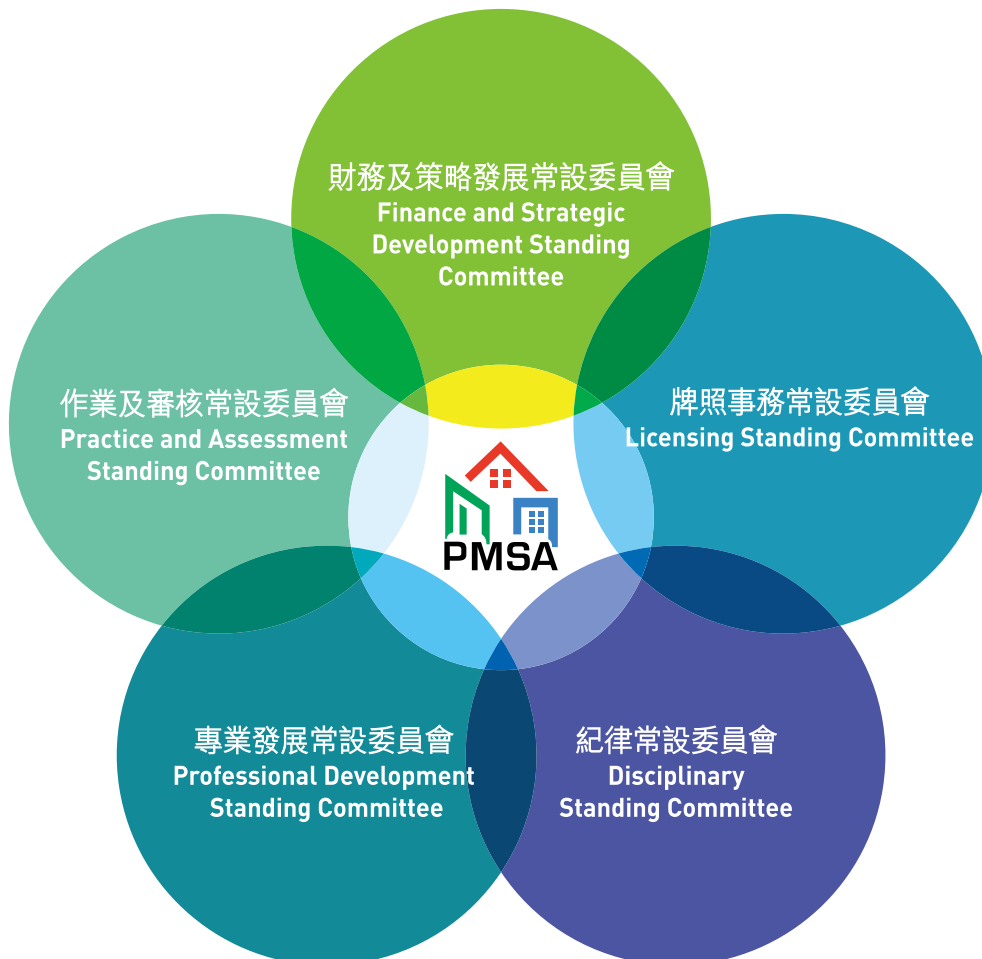 財務及策略發展常設委員會
Finance and Strategic
Development Standing
Committee
作業及審核常設委員會
Practice and Assessment
Standing Committee
牌照事務常設委員會
Licensing Standing Committee
PMSA
專業發展常設委員會
Professional Development
Standing Committee
紀律常設委員會
Disciplinary
Standing Committee